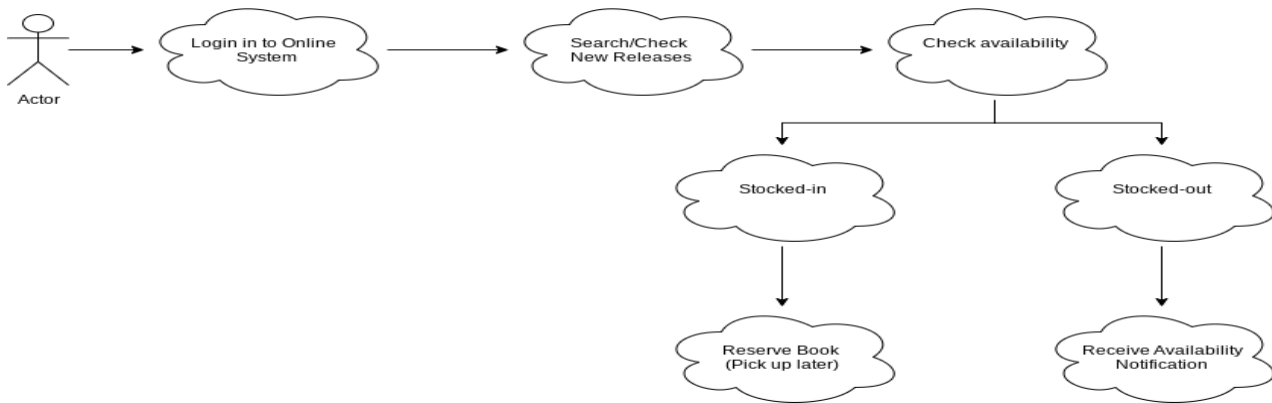 Login in to Online
System
Search/Check
New Releases
Check availability
Actor
Stocked-in
Stocked-out
Reserve Book
(Pick up later)
Receive Availability
Notification